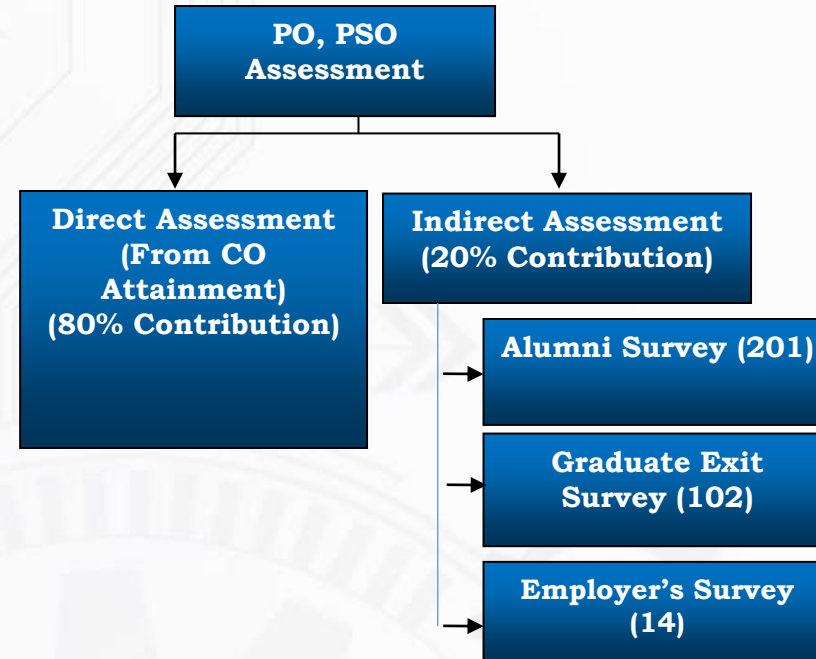 PO, PSO
Assessment
Direct Assessment
(From CO
Attainment)
(80% Contribution)
Indirect Assessment
(20% Contribution)
Alumni Survey (201)
Graduate Exit
Survey (102)
Employer’s Survey
(14)